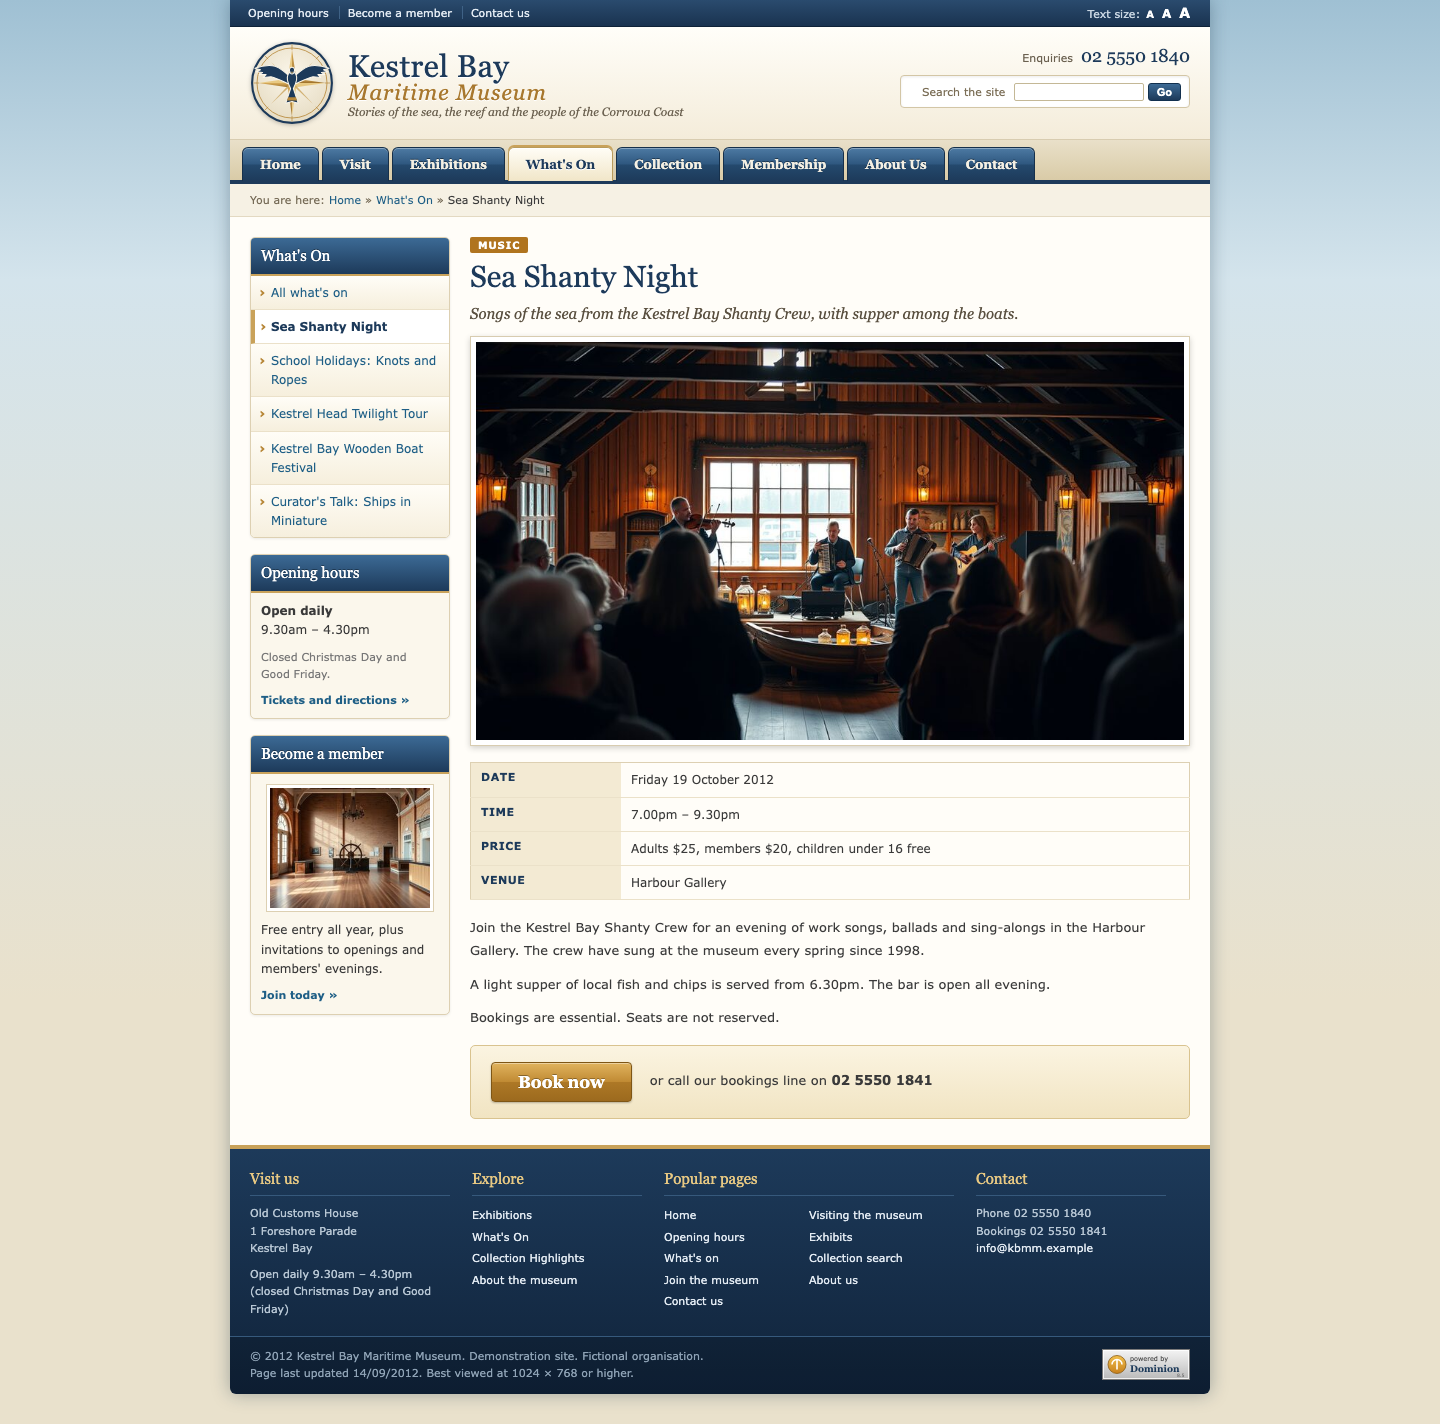 Opening hours
Become a member
Contact us
Text size: A A A
Kestrel Bay
Maritime Museum
Stories of the sea, the reef and the people of the Corrowa Coast
Enquiries 02 5550 1840
Search the site
Go
Home
Visit
Exhibitions
What's On
Collection
Membership
About Us
Contact
You are here: Home » What's On » Sea Shanty Night
What's On
› All what's on
› Sea Shanty Night
› School Holidays: Knots and
Ropes
› Kestrel Head Twilight Tour
› Kestrel Bay Wooden Boat
Festival
› Curator's Talk: Ships in
Miniature
Opening hours
Open daily
9.30am – 4.30pm
Closed Christmas Day and
Good Friday.
Tickets and directions »
Become a member
Free entry all year, plus
invitations to openings and
members' evenings.
Join today »
MUSIC
Sea Shanty Night
Songs of the sea from the Kestrel Bay Shanty Crew, with supper among the boats.
DATE Friday 19 October 2012
TIME 7.00pm – 9.30pm
PRICE Adults $25, members $20, children under 16 free
VENUE Harbour Gallery
Join the Kestrel Bay Shanty Crew for an evening of work songs, ballads and sing-alongs in the Harbour
Gallery. The crew have sung at the museum every spring since 1998.
A light supper of local fish and chips is served from 6.30pm. The bar is open all evening.
Bookings are essential. Seats are not reserved.
Book now or call our bookings line on 02 5550 1841
Visit us
Old Customs House
1 Foreshore Parade
Kestrel Bay
Open daily 9.30am – 4.30pm
(closed Christmas Day and Good
Friday)
Explore
Exhibitions
What's On
Collection Highlights
About the museum
Popular pages
Home
Opening hours
What's on
Join the museum
Contact us
Visiting the museum
Exhibits
Collection search
About us
Contact
Phone 02 5550 1840
Bookings 02 5550 1841
info@kbmm.example
© 2012 Kestrel Bay Maritime Museum. Demonstration site. Fictional organisation.
Page last updated 14/09/2012. Best viewed at 1024 × 768 or higher.
powered by
Dominion